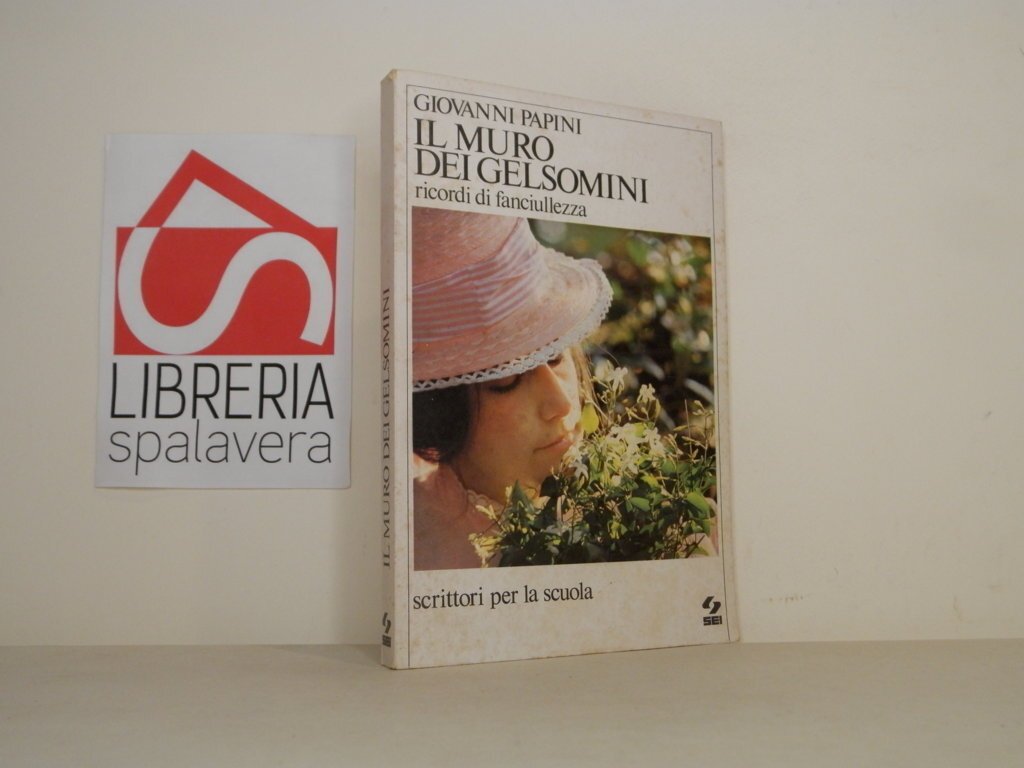 LIBRERIA
spalavera
GIOVANNI PAPINI
IL MURO
DEI GELSOMINI
ricordi di fanciullezza
scrittori per la scuola
SEI
IL MURO DEI GELSOMINI
SEI